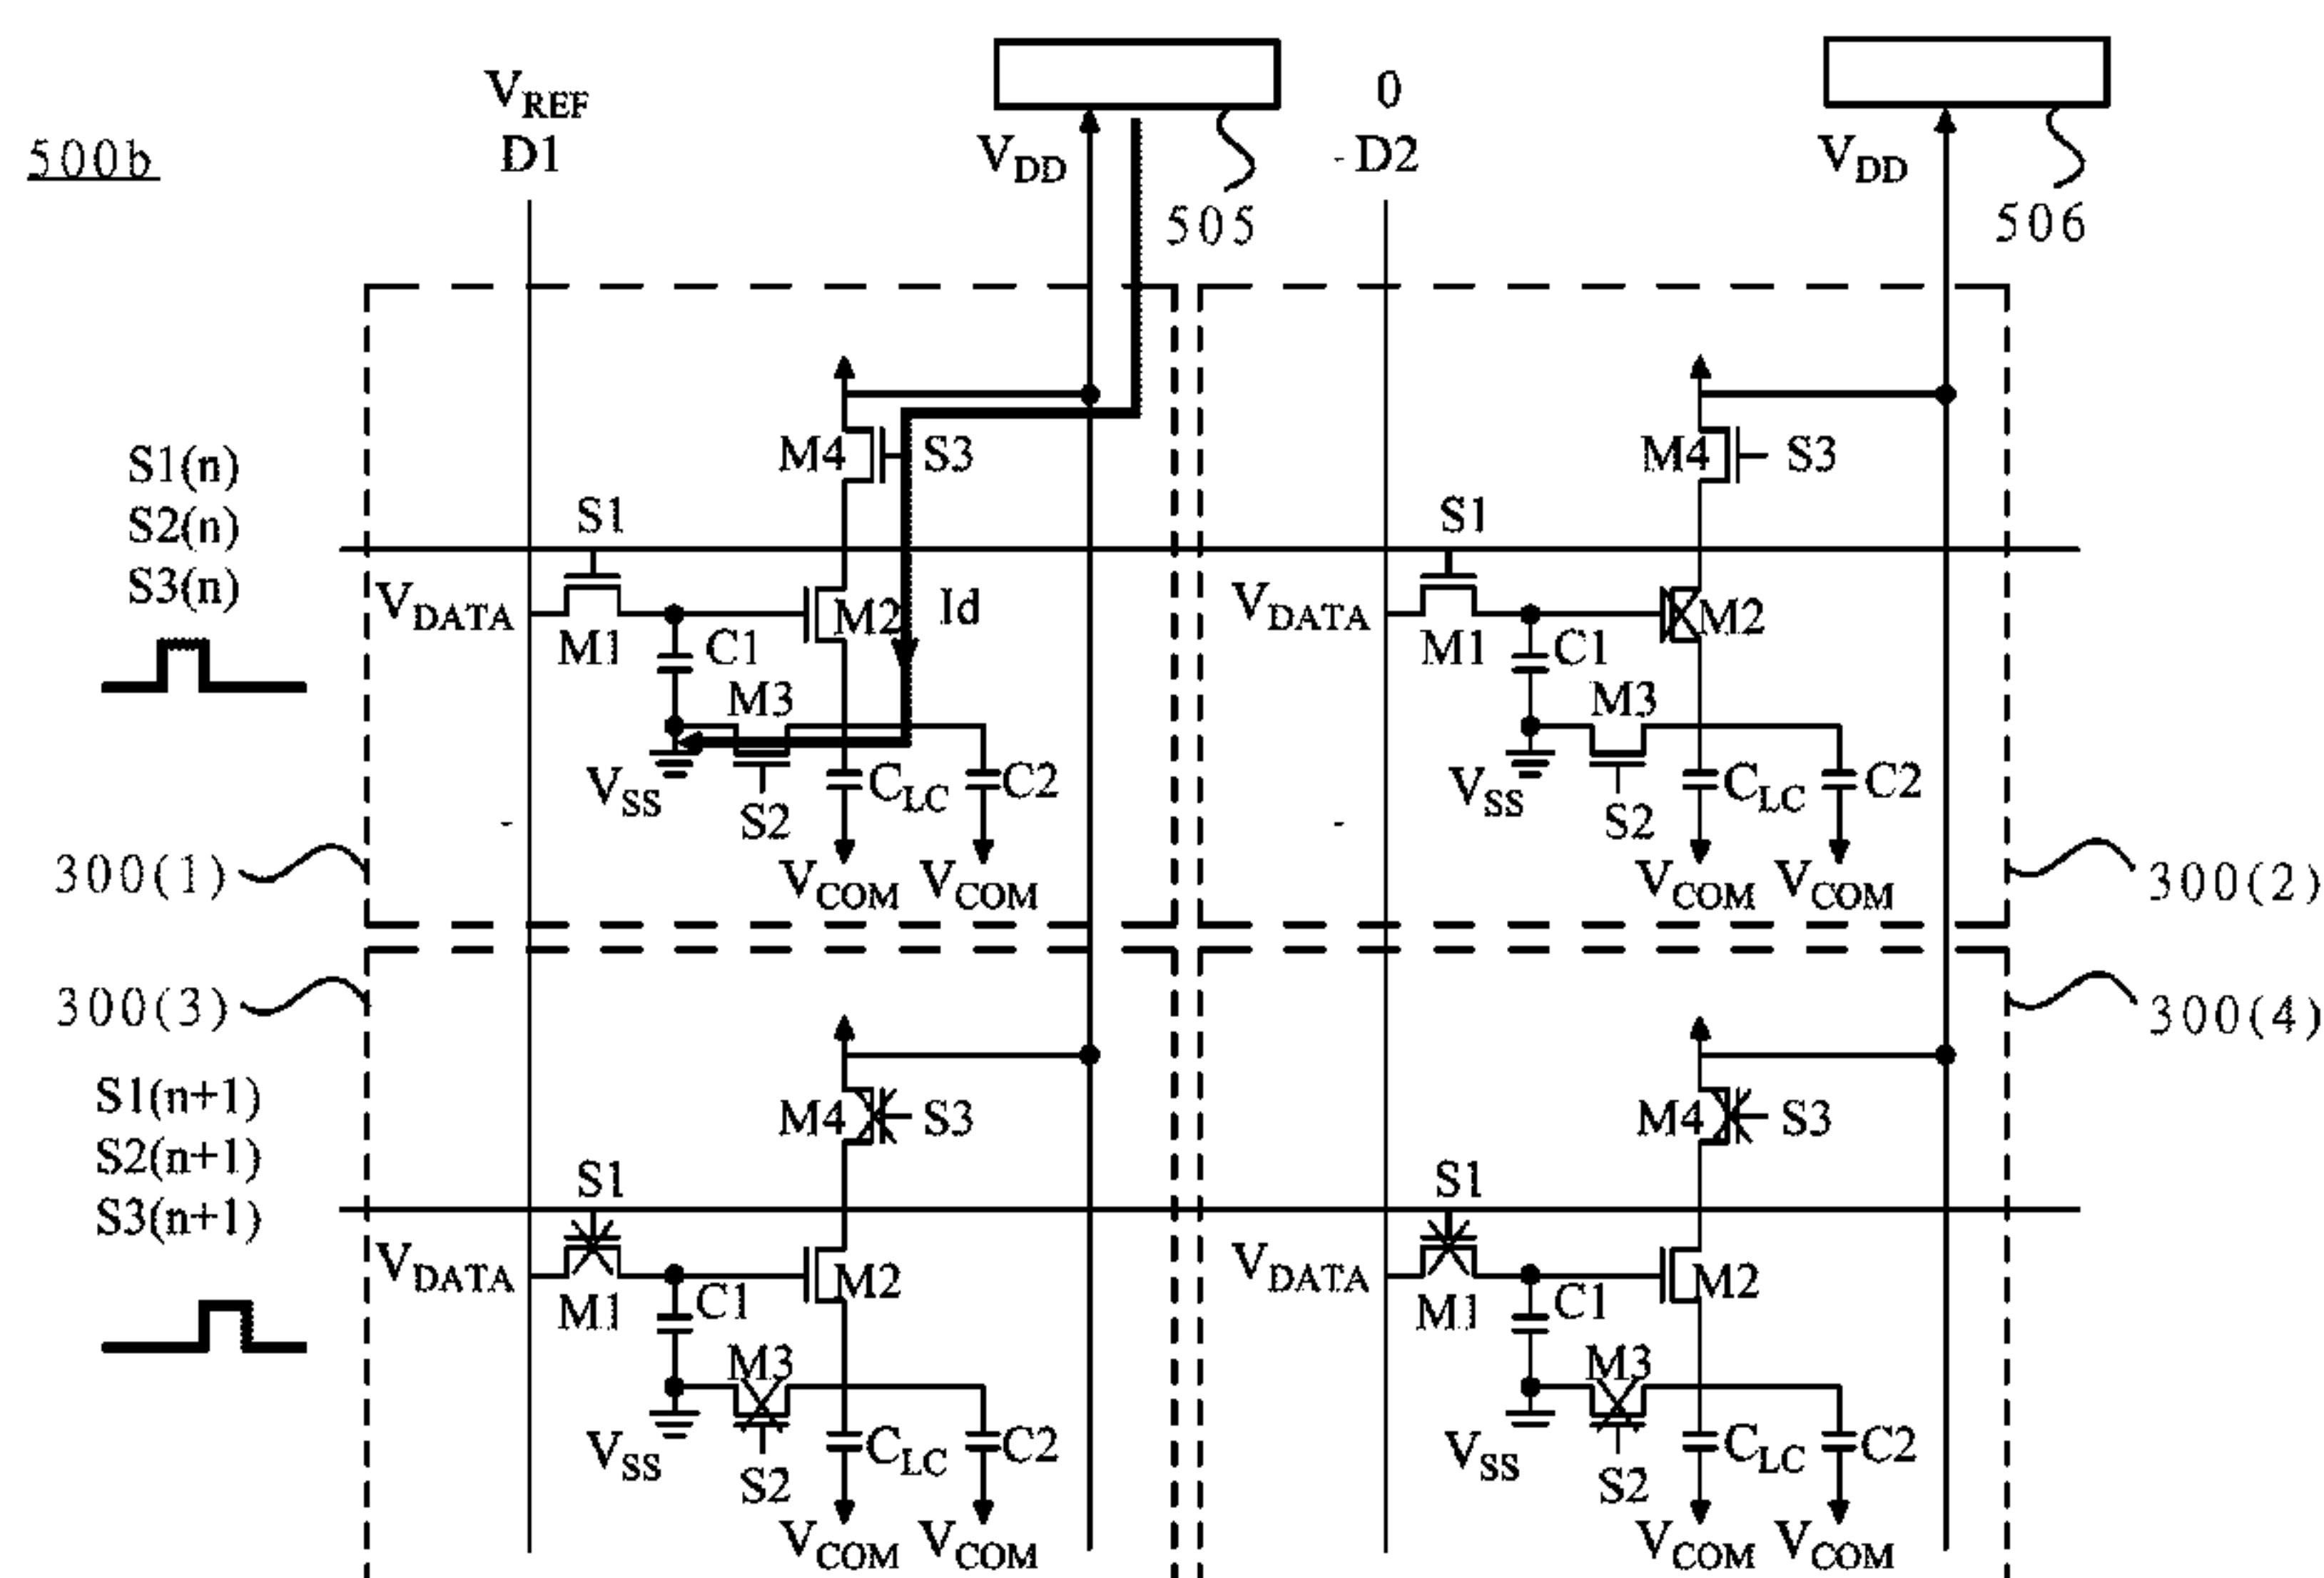 500b
V_REF
D1
V_DD
505
0
D2
V_DD
506
S1(n)
S2(n)
S3(n)
M4 S3
S1
V_DATA
M1
C1
M2
Id
M3
V_SS
S2
C_LC
C2
V_COM V_COM
M4 S3
S1
V_DATA
M1
C1
M2
M3
V_SS
S2
C_LC
C2
V_COM V_COM
300(1)
300(2)
300(3)
300(4)
S1(n+1)
S2(n+1)
S3(n+1)
M4 S3
S1
V_DATA
M1
C1
M2
M3
V_SS
S2
C_LC
C2
V_COM V_COM
M4 S3
S1
V_DATA
M1
C1
M2
M3
V_SS
S2
C_LC
C2
V_COM V_COM